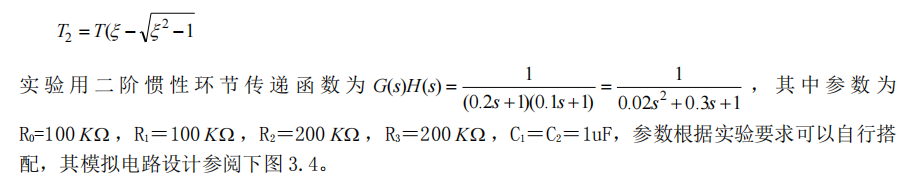 T₂ = T(ξ − √(ξ² − 1)
实验用二阶惯性环节传递函数为 G(s)H(s) = 1/((0.2s+1)(0.1s+1)) = 1/(0.02s²+0.3s+1) ，其中参数为
R₀=100 KΩ，R₁＝100 KΩ，R₂＝200 KΩ，R₃＝200 KΩ，C₁＝C₂＝1uF，参数根据实验要求可以自行搭
配，其模拟电路设计参阅下图 3.4。